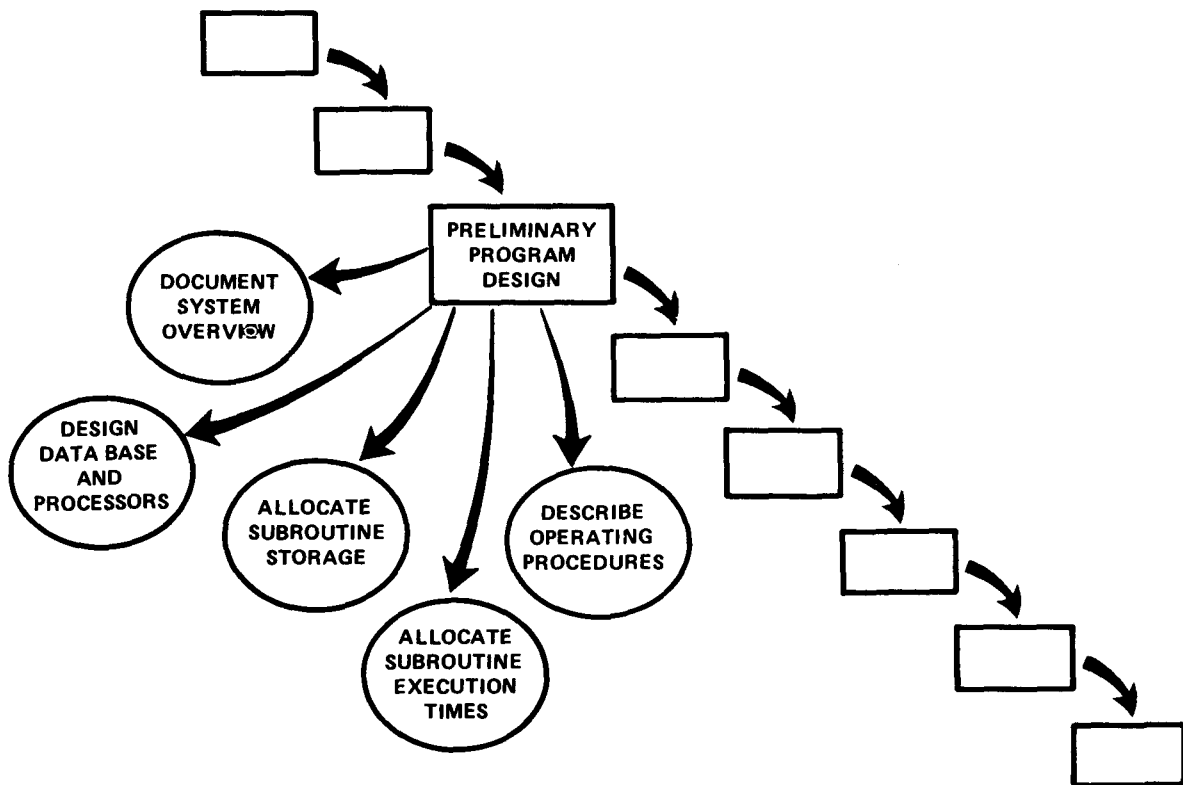 PRELIMINARY
PROGRAM
DESIGN
DOCUMENT
SYSTEM
OVERVIEW
DESIGN
DATA BASE
AND
PROCESSORS
ALLOCATE
SUBROUTINE
STORAGE
DESCRIBE
OPERATING
PROCEDURES
ALLOCATE
SUBROUTINE
EXECUTION
TIMES